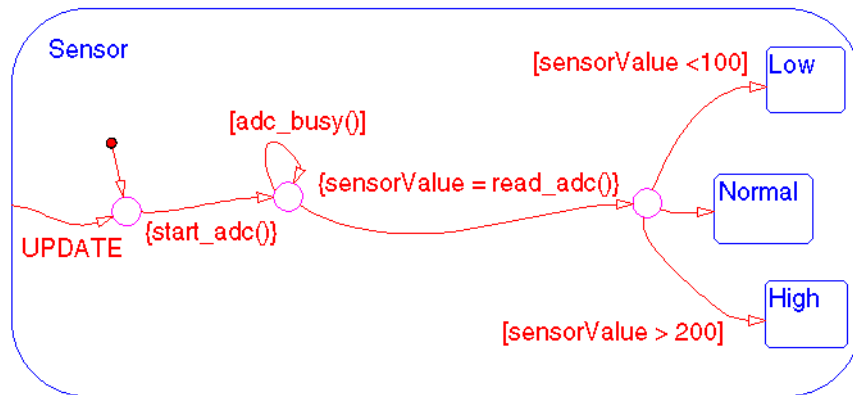 Sensor
[sensorValue <100]
Low
[adc_busy()]
{sensorValue = read_adc()}
Normal
UPDATE
{start_adc()}
High
[sensorValue > 200]